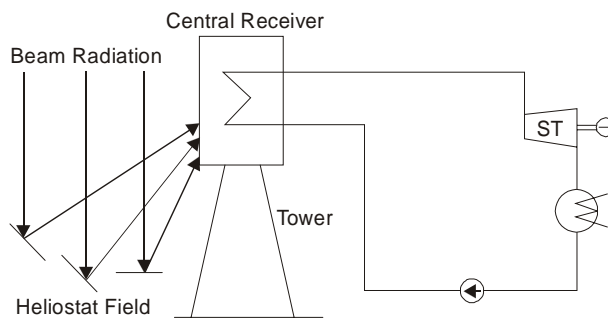 Central Receiver
Beam Radiation
ST
Tower
Heliostat Field